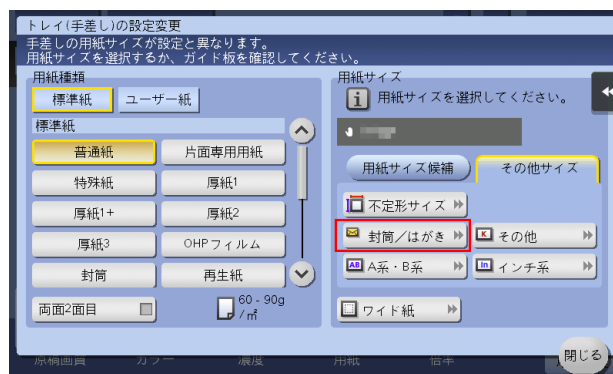 トレイ(手差し)の設定変更
手差しの用紙サイズが設定と異なります。
用紙サイズを選択するか、ガイド板を確認してください。
用紙種類
標準紙 ユーザー紙
標準紙
普通紙 片面専用用紙
特殊紙 厚紙1
厚紙1+ 厚紙2
厚紙3 OHPフィルム
封筒 再生紙
両面2面目
60 - 90g
/㎡
用紙サイズ
用紙サイズを選択してください。
用紙サイズ候補 その他サイズ
不定形サイズ
封筒/はがき K その他
AB A系・B系 in インチ系
ワイド紙
閉じる
原稿画質 カラー 濃度 用紙 倍率